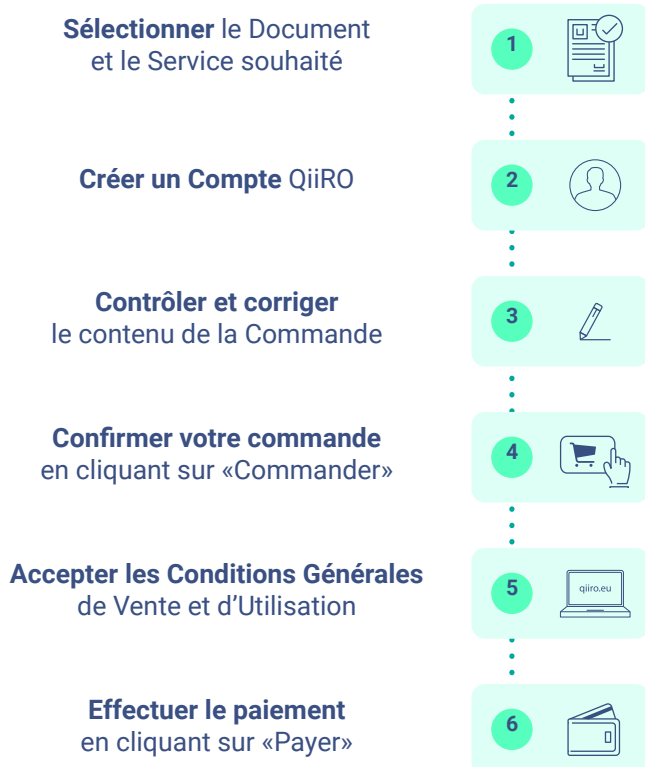 Sélectionner le Document
et le Service souhaité
1
Créer un Compte QiiRO
2
Contrôler et corriger
le contenu de la Commande
3
Confirmer votre commande
en cliquant sur «Commander»
4
Accepter les Conditions Générales
de Vente et d’Utilisation
5
qiiro.eu
Effectuer le paiement
en cliquant sur «Payer»
6